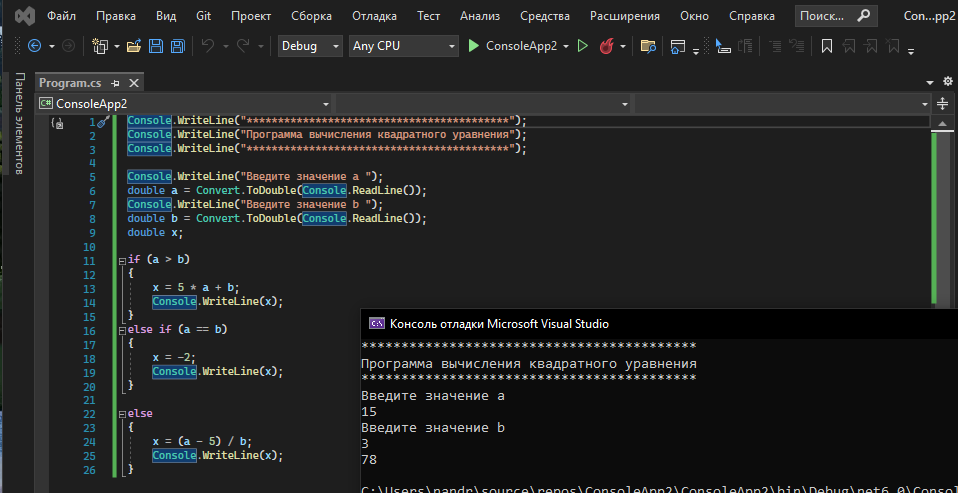 Файл Правка Вид Git Проект Сборка Отладка Тест Анализ Средства Расширения Окно Справка Поиск... Con...pp2
Debug Any CPU ConsoleApp2
Панель элементов
Program.cs
C# ConsoleApp2
1 Console.WriteLine("******************************************");
2 Console.WriteLine("Программа вычисления квадратного уравнения");
3 Console.WriteLine("******************************************");
4
5 Console.WriteLine("Введите значение a ");
6 double a = Convert.ToDouble(Console.ReadLine());
7 Console.WriteLine("Введите значение b ");
8 double b = Convert.ToDouble(Console.ReadLine());
9 double x;
10
11 if (a > b)
12 {
13 x = 5 * a + b;
14 Console.WriteLine(x);
15 }
16 else if (a == b)
17 {
18 x = -2;
19 Console.WriteLine(x);
20 }
21
22 else
23 {
24 x = (a - 5) / b;
25 Console.WriteLine(x);
26 }
C:\ Консоль отладки Microsoft Visual Studio
******************************************
Программа вычисления квадратного уравнения
******************************************
Введите значение a
15
Введите значение b
3
78
C:\Users\nandr\source\repos\ConsoleApp2\ConsoleApp2\bin\Debug\net6.0\Consol